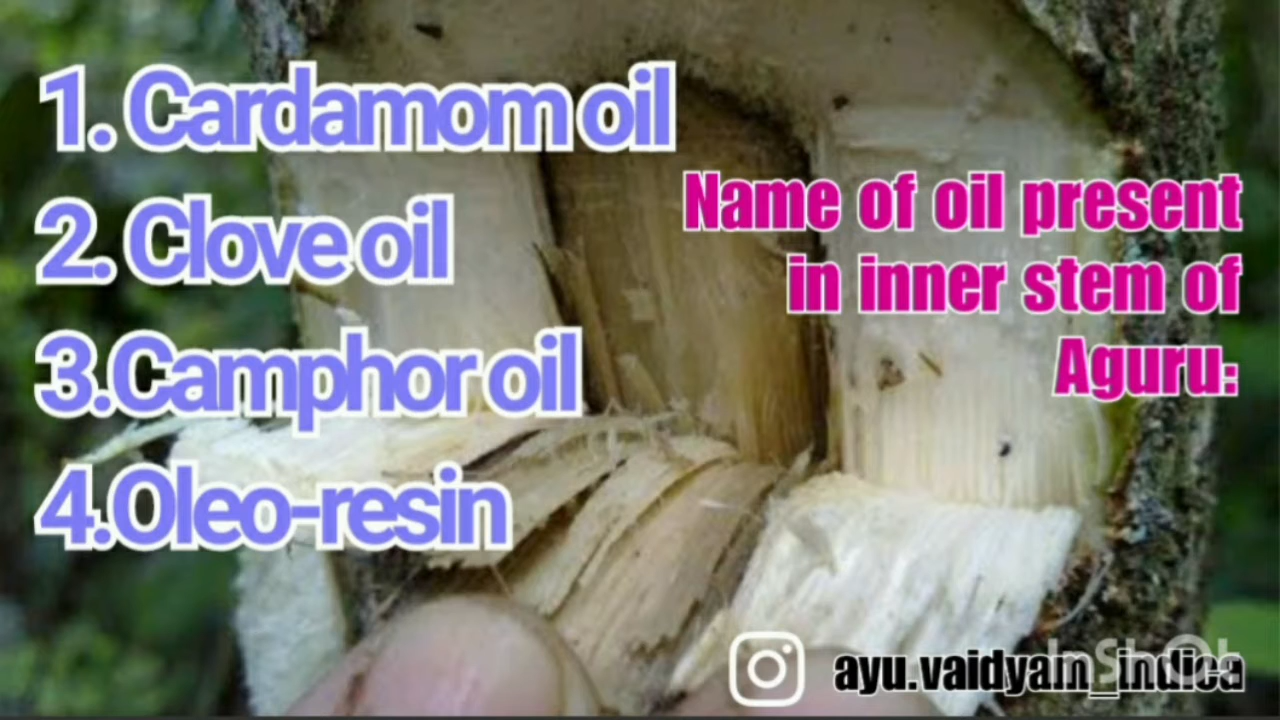 1. Cardamom oil
2. Clove oil
3.Camphor oil
4.Oleo-resin
Name of oil present
in inner stem of
Aguru:
ayu.vaidyam_indica
InShOt